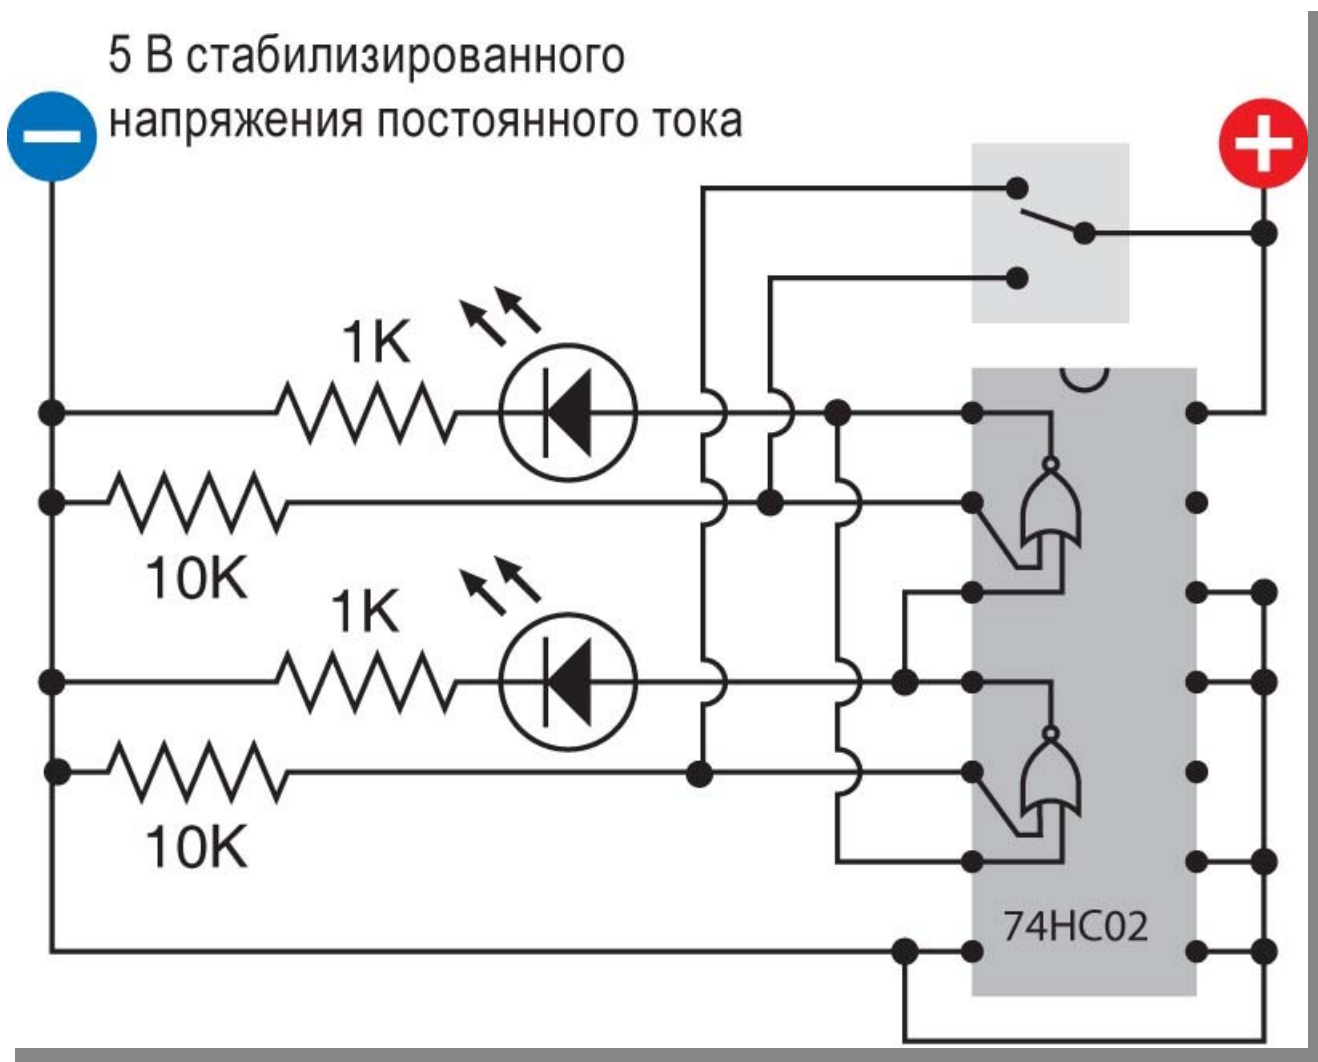 5 В стабилизированного
напряжения постоянного тока
1K
10K
1K
10K
74HC02